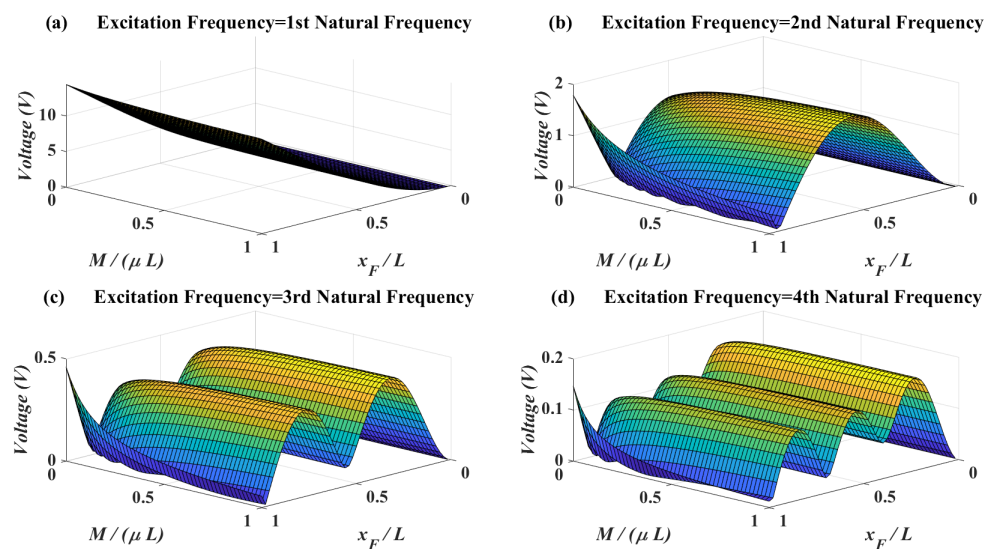 (a) Excitation Frequency=1st Natural Frequency
Voltage (V)
10
5
0
0
0.5
1
M / (μ L)
1
0.5
0
x_F / L
(b) Excitation Frequency=2nd Natural Frequency
Voltage (V)
2
1
0
0
0.5
1
M / (μ L)
1
0.5
0
x_F / L
(c) Excitation Frequency=3rd Natural Frequency
Voltage (V)
0.5
0
0
0.5
1
M / (μ L)
1
0.5
0
x_F / L
(d) Excitation Frequency=4th Natural Frequency
Voltage (V)
0.2
0.1
0
0
0.5
1
M / (μ L)
1
0.5
0
x_F / L